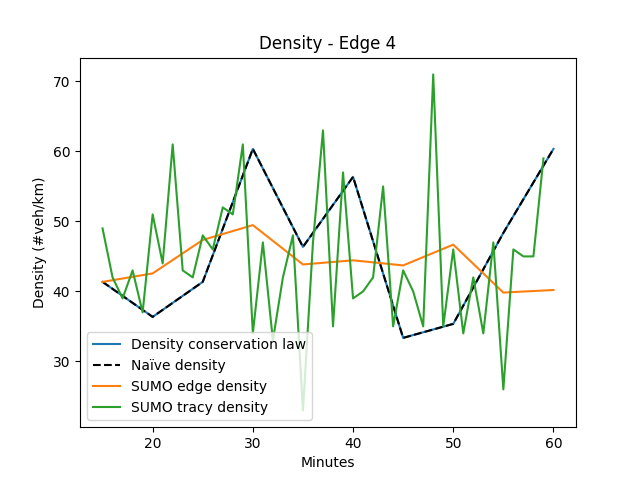 Density - Edge 4
Density (#veh/km)
70
60
50
40
30
Density conservation law
Naïve density
SUMO edge density
SUMO tracy density
20
30
40
50
60
Minutes